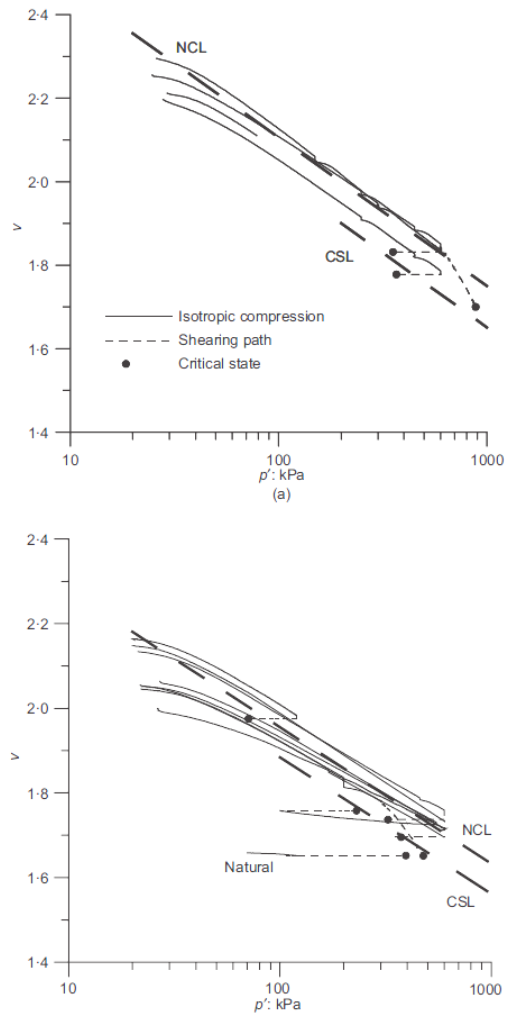 2·4
NCL
2·2
2·0
v
CSL
1·8
Isotropic compression
Shearing path
1·6
Critical state
1·4
10
100
1000
p′: kPa
(a)
2·4
2·2
2·0
v
1·8
NCL
Natural
1·6
CSL
1·4
10
100
1000
p′: kPa